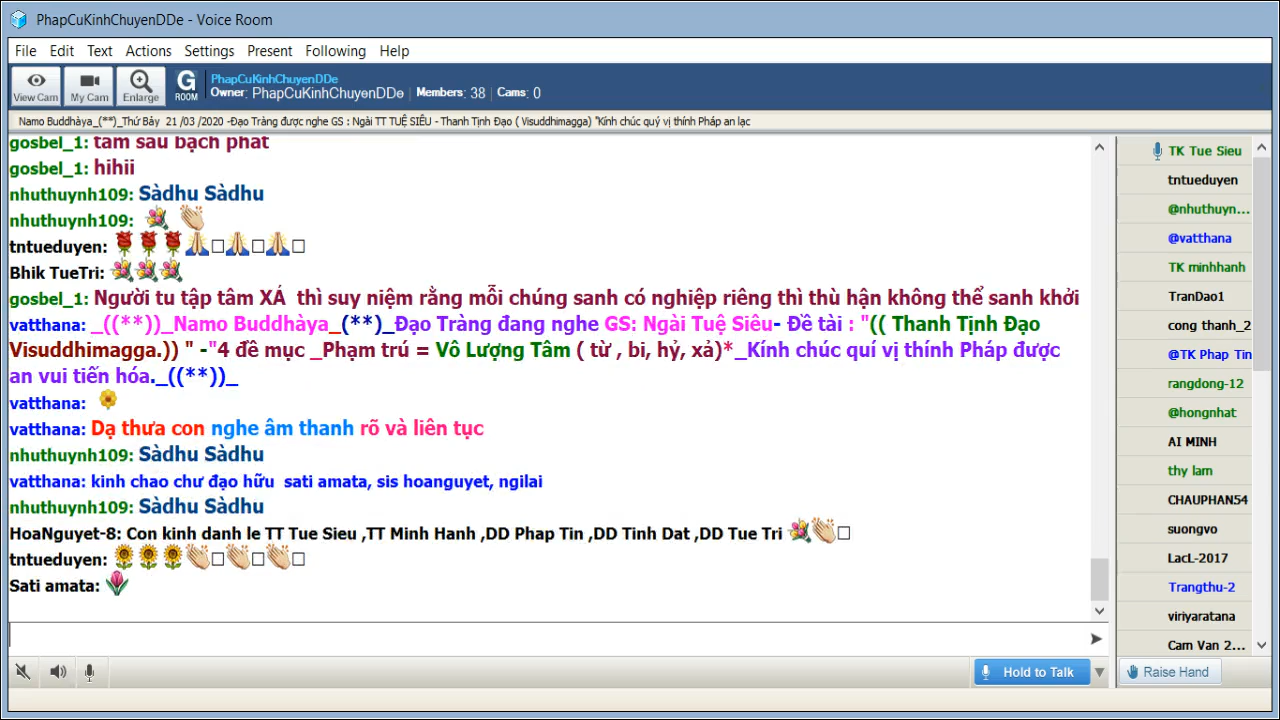 PhapCuKinhChuyenDDe - Voice Room
File Edit Text Actions Settings Present Following Help
View Cam My Cam Enlarge G ROOM
PhapCuKinhChuyenDDe
Owner: PhapCuKinhChuyenDDe Members: 38 Cams: 0
Namo Buddhàya_(**)_Thứ Bảy 21 /03 /2020 -Đạo Tràng được nghe GS : Ngài TT TUỆ SIÊU - Thanh Tịnh Đạo ( Visuddhimagga) "Kính chúc quý vị thính Pháp an lạc
gosbel_1: tám sáu bạch phát
gosbel_1: hihii
nhuthuynh109: Sàdhu Sàdhu
nhuthuynh109:
tntueduyen:
Bhik TueTri:
gosbel_1: Người tu tập tâm XẢ thì suy niệm rằng mỗi chúng sanh có nghiệp riêng thì thù hận không thể sanh khởi
vatthana: _((**))_Namo Buddhàya_(**)_Đạo Tràng đang nghe GS: Ngài Tuệ Siêu- Đề tài : "(( Thanh Tịnh Đạo
Visuddhimagga.)) " -"4 đề mục _Phạm trú = Vô Lượng Tâm ( từ , bi, hỷ, xả)*_Kính chúc quí vị thính Pháp được
an vui tiến hóa._((**))_
vatthana:
vatthana: Dạ thưa con nghe âm thanh rõ và liên tục
nhuthuynh109: Sàdhu Sàdhu
vatthana: kinh chao chư đạo hữu sati amata, sis hoanguyet, ngilai
nhuthuynh109: Sàdhu Sàdhu
HoaNguyet-8: Con kinh danh le TT Tue Sieu ,TT Minh Hanh ,DD Phap Tin ,DD Tinh Dat ,DD Tue Tri
tntueduyen:
Sati amata:
Hold to Talk
TK Tue Sieu
tntueduyen
@nhuthuyn...
@vatthana
TK minhhanh
TranDao1
cong thanh_2
@TK Phap Tin
rangdong-12
@hongnhat
AI MINH
thy lam
CHAUPHAN54
suongvo
LacL-2017
Trangthu-2
viriyaratana
Cam Van 2...
Raise Hand